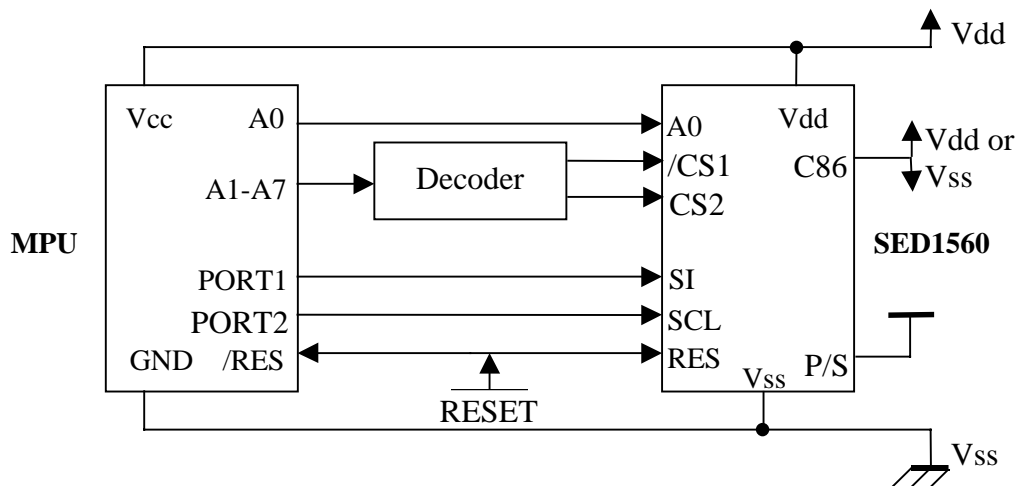 Vdd
Vcc
A0
A0
Vdd
Vdd or
Vss
/CS1
C86
A1-A7
Decoder
CS2
MPU
SED1560
PORT1
SI
PORT2
SCL
GND
/RES
RES
P/S
Vss
RESET
Vss